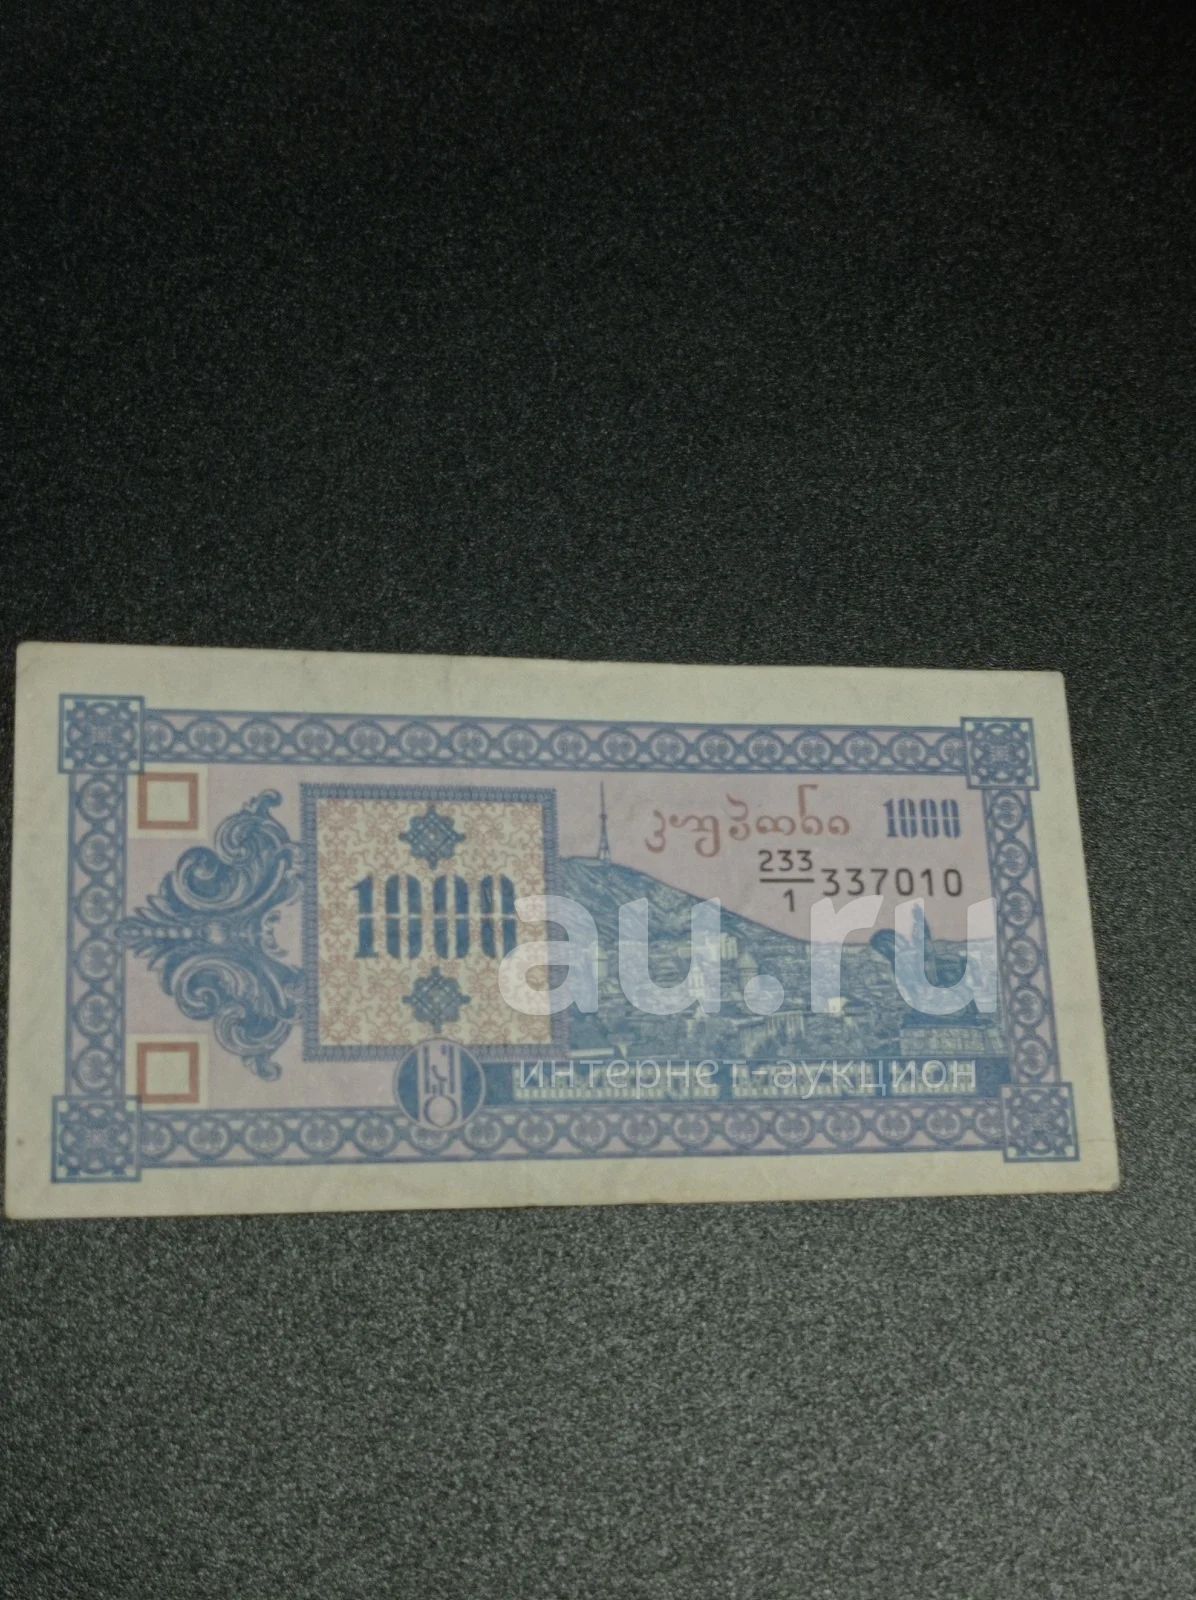 კუპონი 1000
233
1 337010
1000
au.ru
интернет-аукцион